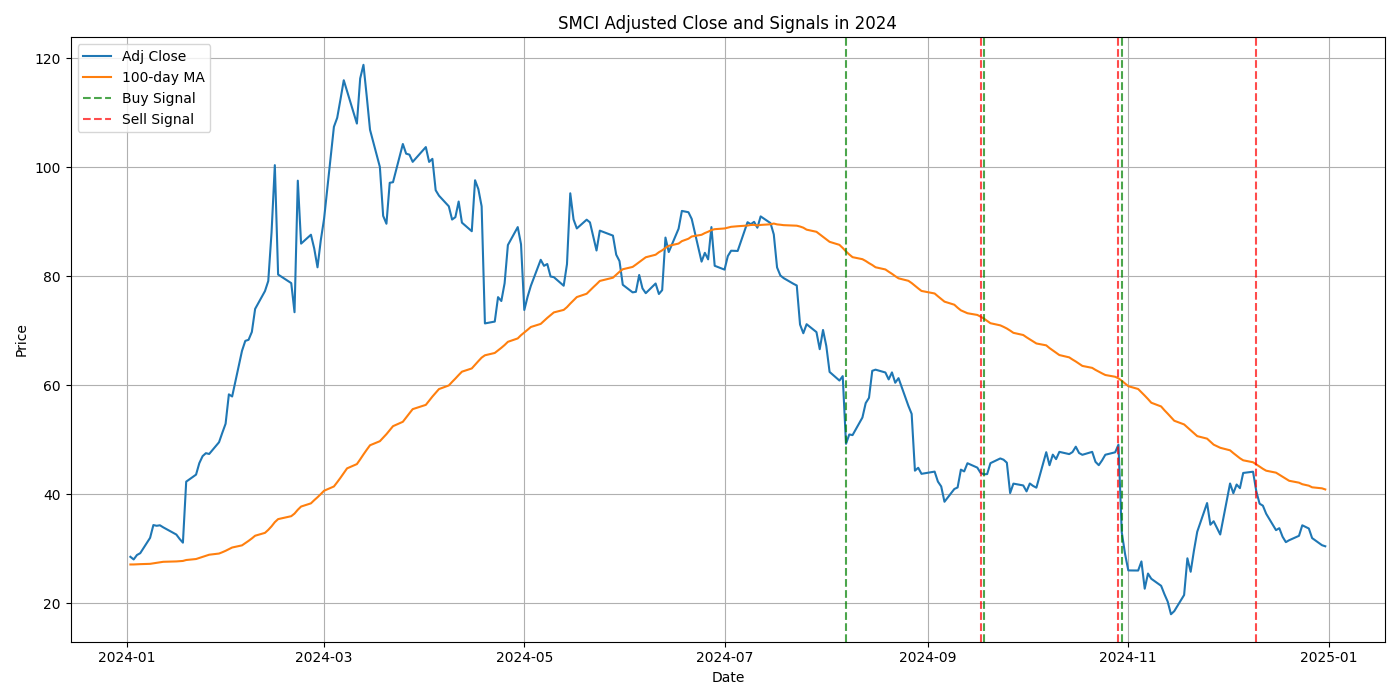 SMCI Adjusted Close and Signals in 2024
Adj Close
100-day MA
Buy Signal
Sell Signal
Price
120
100
80
60
40
20
2024-01
2024-03
2024-05
2024-07
2024-09
2024-11
2025-01
Date